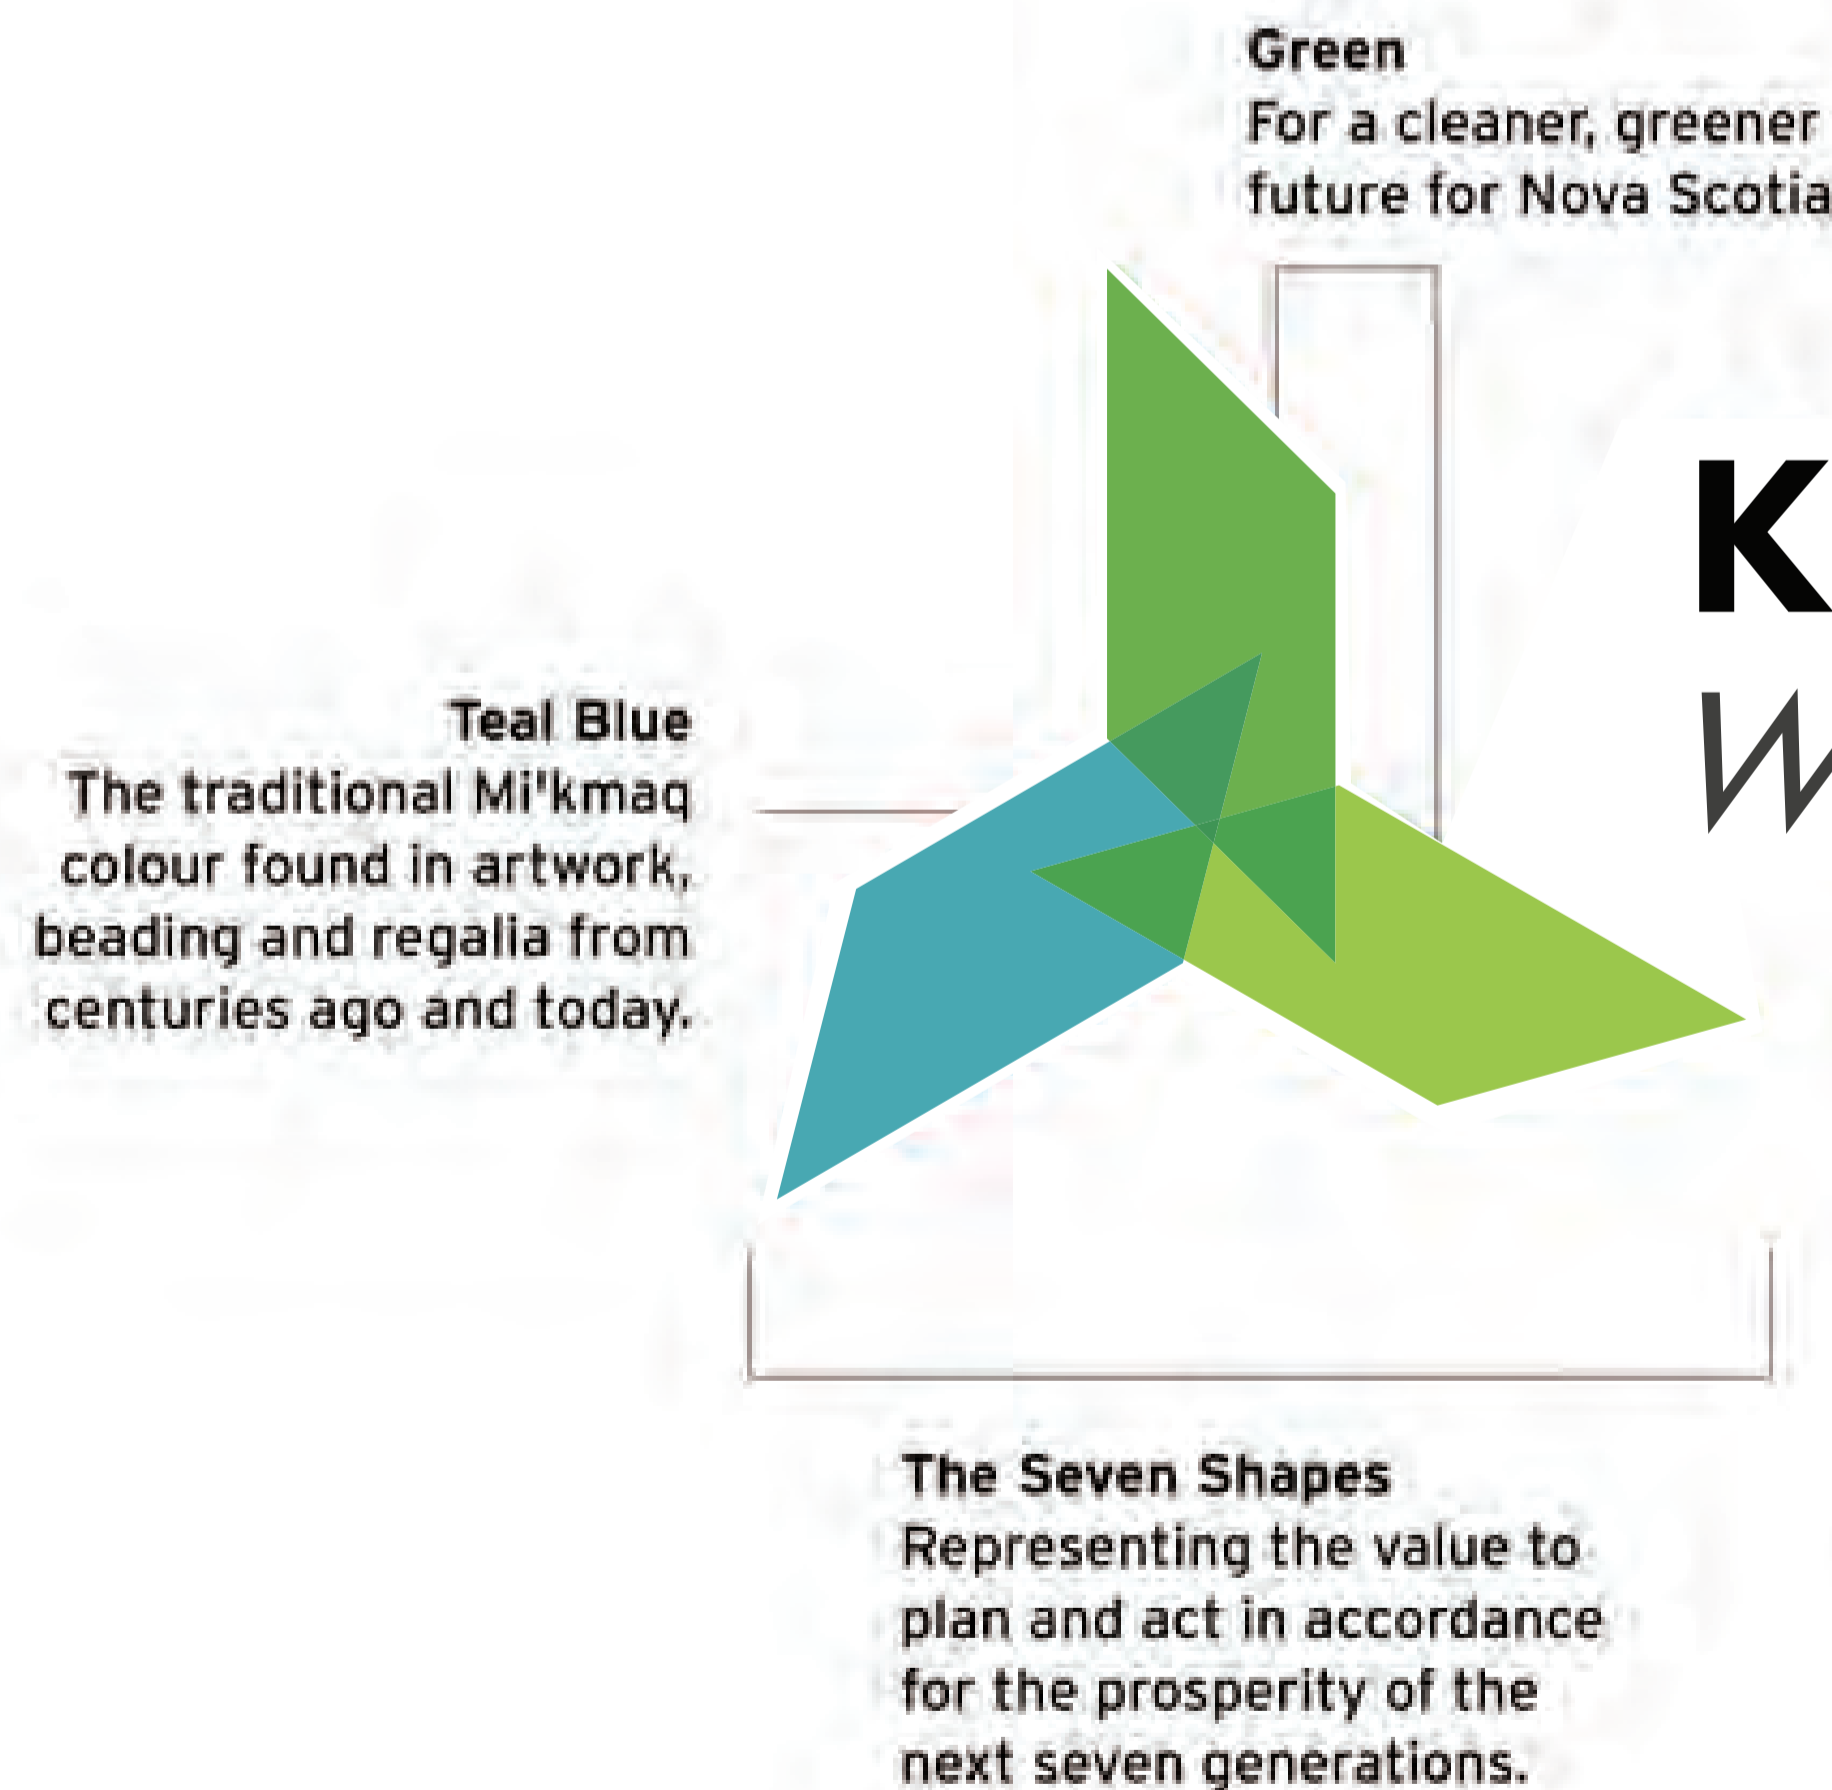 Green
For a cleaner, greener
future for Nova Scotia
K
W
Teal Blue
The traditional Mi'kmaq
colour found in artwork,
beading and regalia from
centuries ago and today.
The Seven Shapes
Representing the value to
plan and act in accordance
for the prosperity of the
next seven generations.